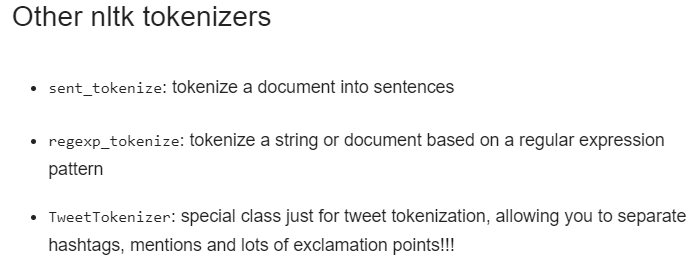 Other nltk tokenizers
• sent_tokenize: tokenize a document into sentences
• regexp_tokenize: tokenize a string or document based on a regular expression
pattern
• TweetTokenizer: special class just for tweet tokenization, allowing you to separate
hashtags, mentions and lots of exclamation points!!!